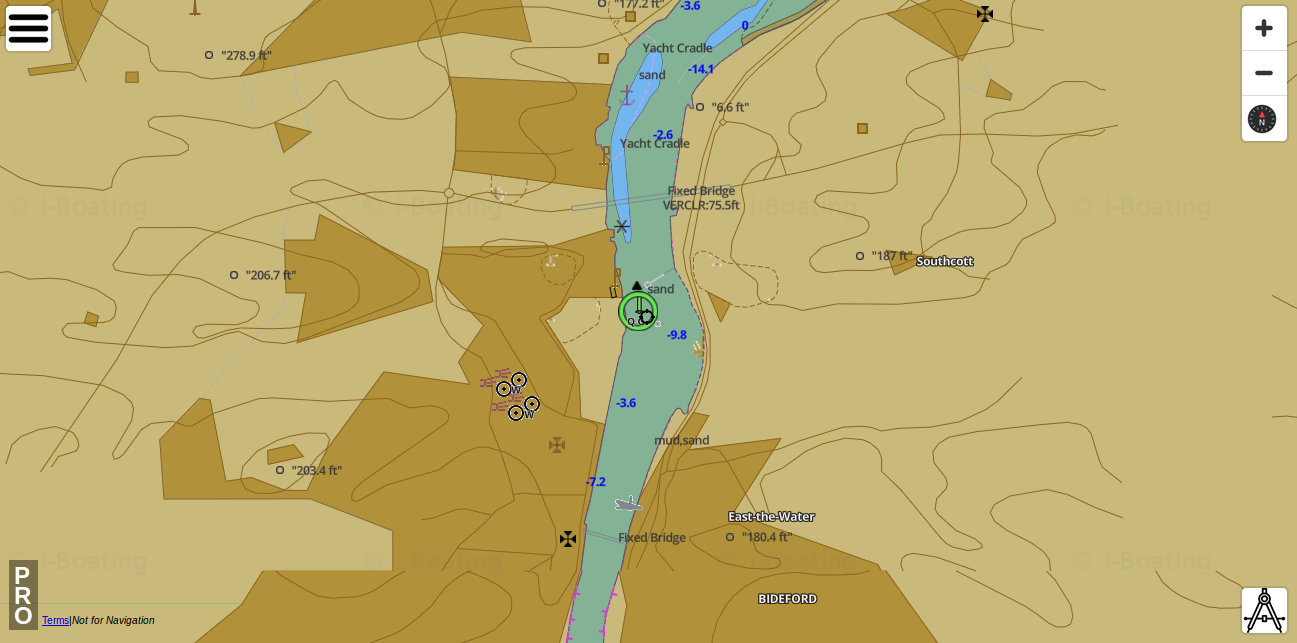 "177.2 ft"
-3.6
0
Yacht Cradle
"278.9 ft"
-14.1
sand
"6.6 ft"
-2.6
Yacht Cradle
Fixed Bridge
VERCLR:75.5ft
© i-Boating
© i-Boating
© i-Boating
© i-Boating
"187 ft"
Southcott
"206.7 ft"
sand
-9.8
W
-3.6
W
mud,sand
"203.4 ft"
-7.2
East-the-Water
Fixed Bridge
"180.4 ft"
© i-Boating
© i-Boating
© i-Boating
© i-Boating
BIDEFORD
PRO
Terms|Not for Navigation
N